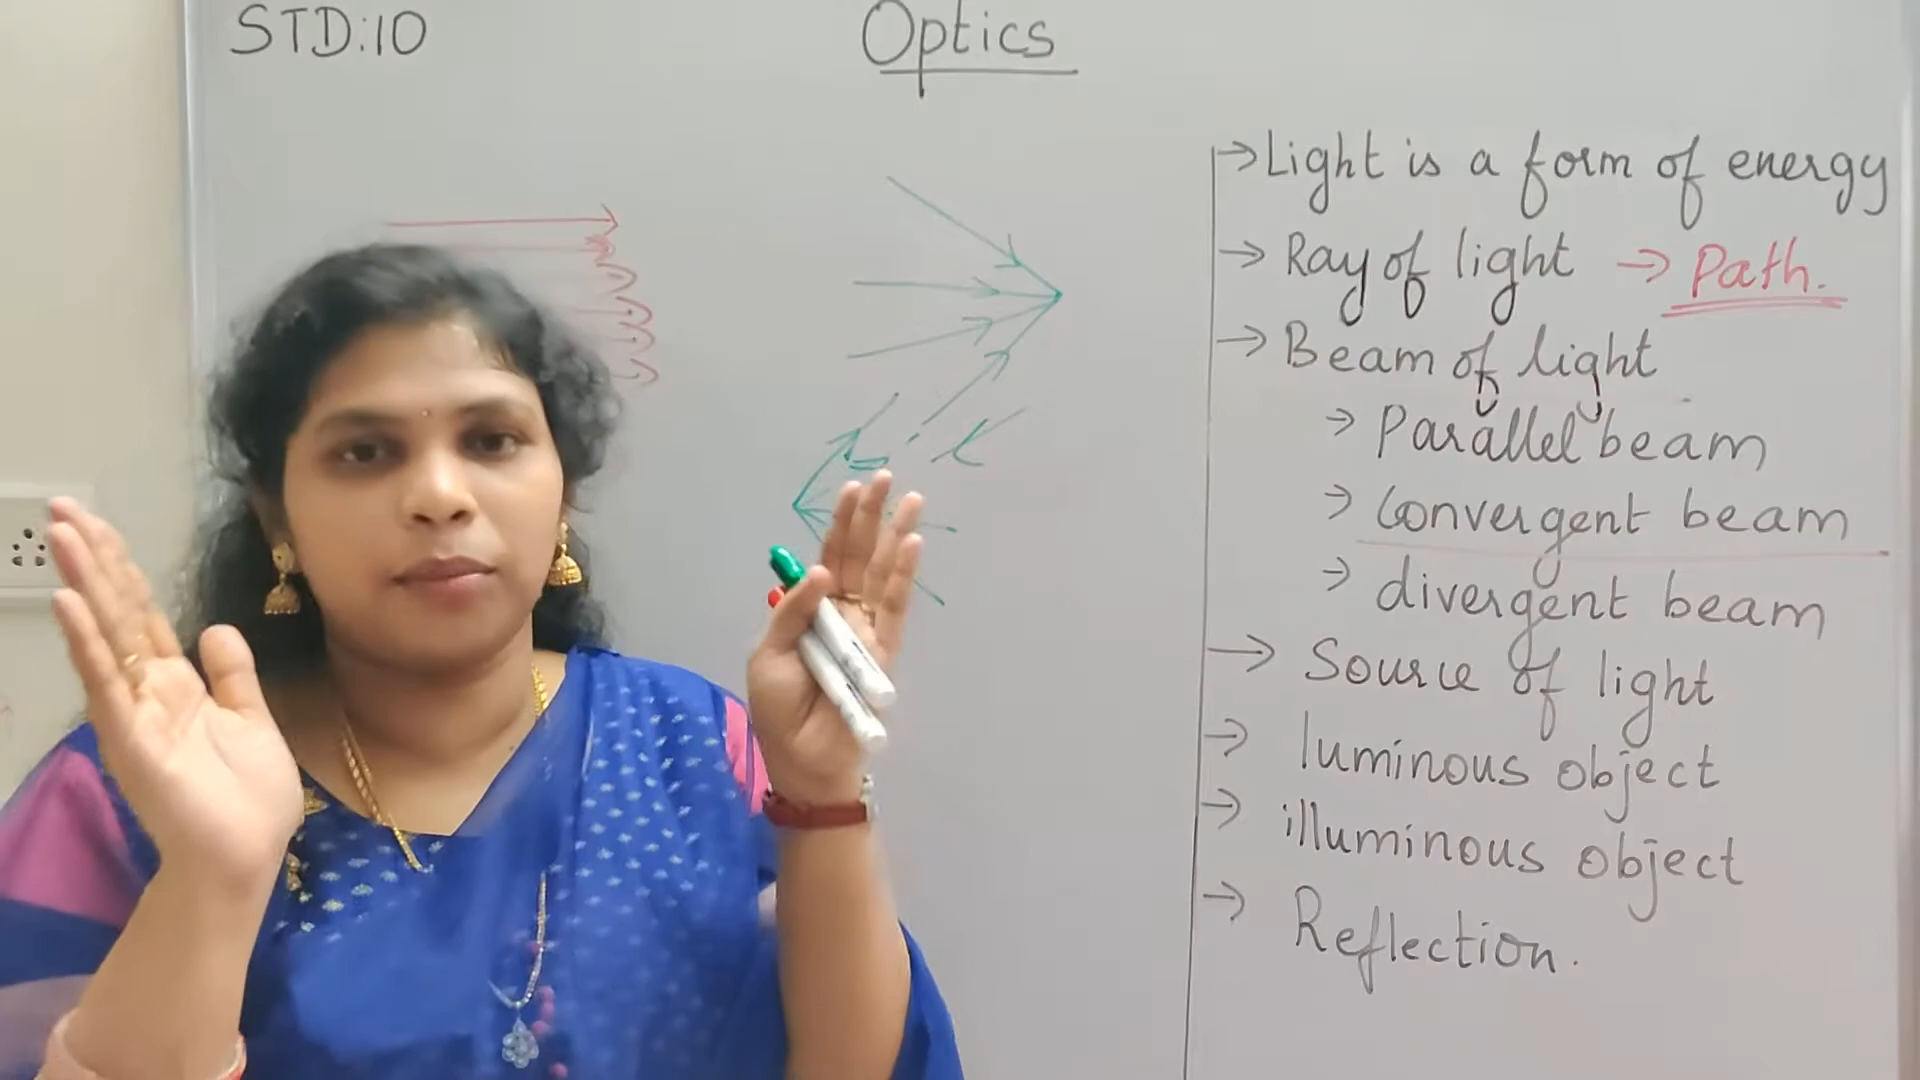 STD:10
Optics
→Light is a form of energy
→ Ray of light → Path.
→ Beam of light
→ Parallel beam
→ Convergent beam
→ divergent beam
→ Source of light
→ luminous object
→ illuminous object
→ Reflection.